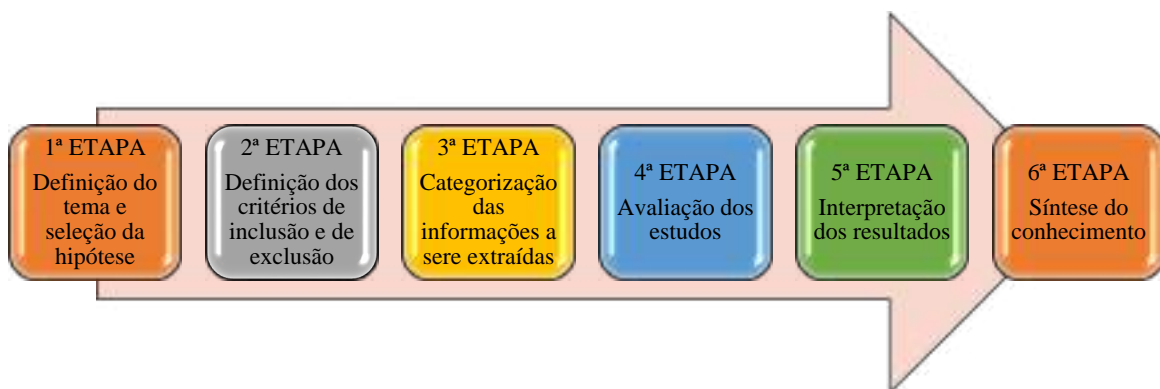 1ª ETAPA
Definição do
tema e
seleção da
hipótese
2ª ETAPA
Definição dos
critérios de
inclusão e de
exclusão
3ª ETAPA
Categorização
das
informações a
sere extraídas
4ª ETAPA
Avaliação dos
estudos
5ª ETAPA
Interpretação
dos resultados
6ª ETAPA
Síntese do
conhecimento